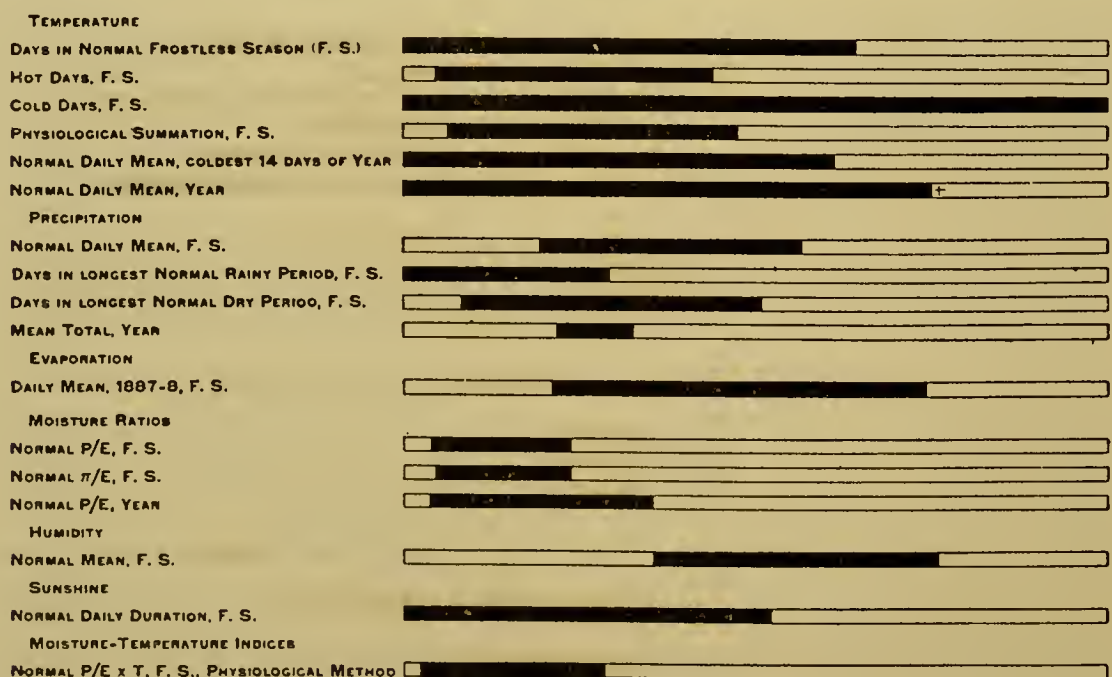 TEMPERATURE
DAYS IN NORMAL FROSTLESS SEASON (F. S.)
HOT DAYS, F. S.
COLD DAYS, F. S.
PHYSIOLOGICAL SUMMATION, F. S.
NORMAL DAILY MEAN, COLDEST 14 DAYS OF YEAR
NORMAL DAILY MEAN, YEAR +
PRECIPITATION
NORMAL DAILY MEAN, F. S.
DAYS IN LONGEST NORMAL RAINY PERIOD, F. S.
DAYS IN LONGEST NORMAL DRY PERIOD, F. S.
MEAN TOTAL, YEAR
EVAPORATION
DAILY MEAN, 1887-8, F. S.
MOISTURE RATIOS
NORMAL P/E, F. S.
NORMAL π/E, F. S.
NORMAL P/E, YEAR
HUMIDITY
NORMAL MEAN, F. S.
SUNSHINE
NORMAL DAILY DURATION, F. S.
MOISTURE-TEMPERATURE INDICES
NORMAL P/E X T, F. S., PHYSIOLOGICAL METHOD